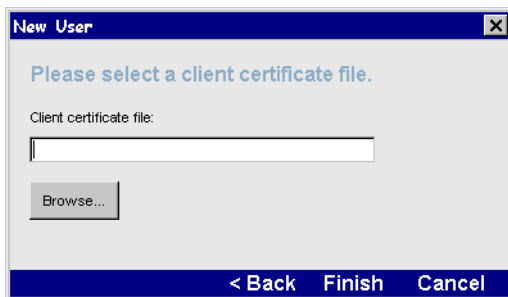 New User
Please select a client certificate file.
Client certificate file:
Browse...
< Back Finish Cancel